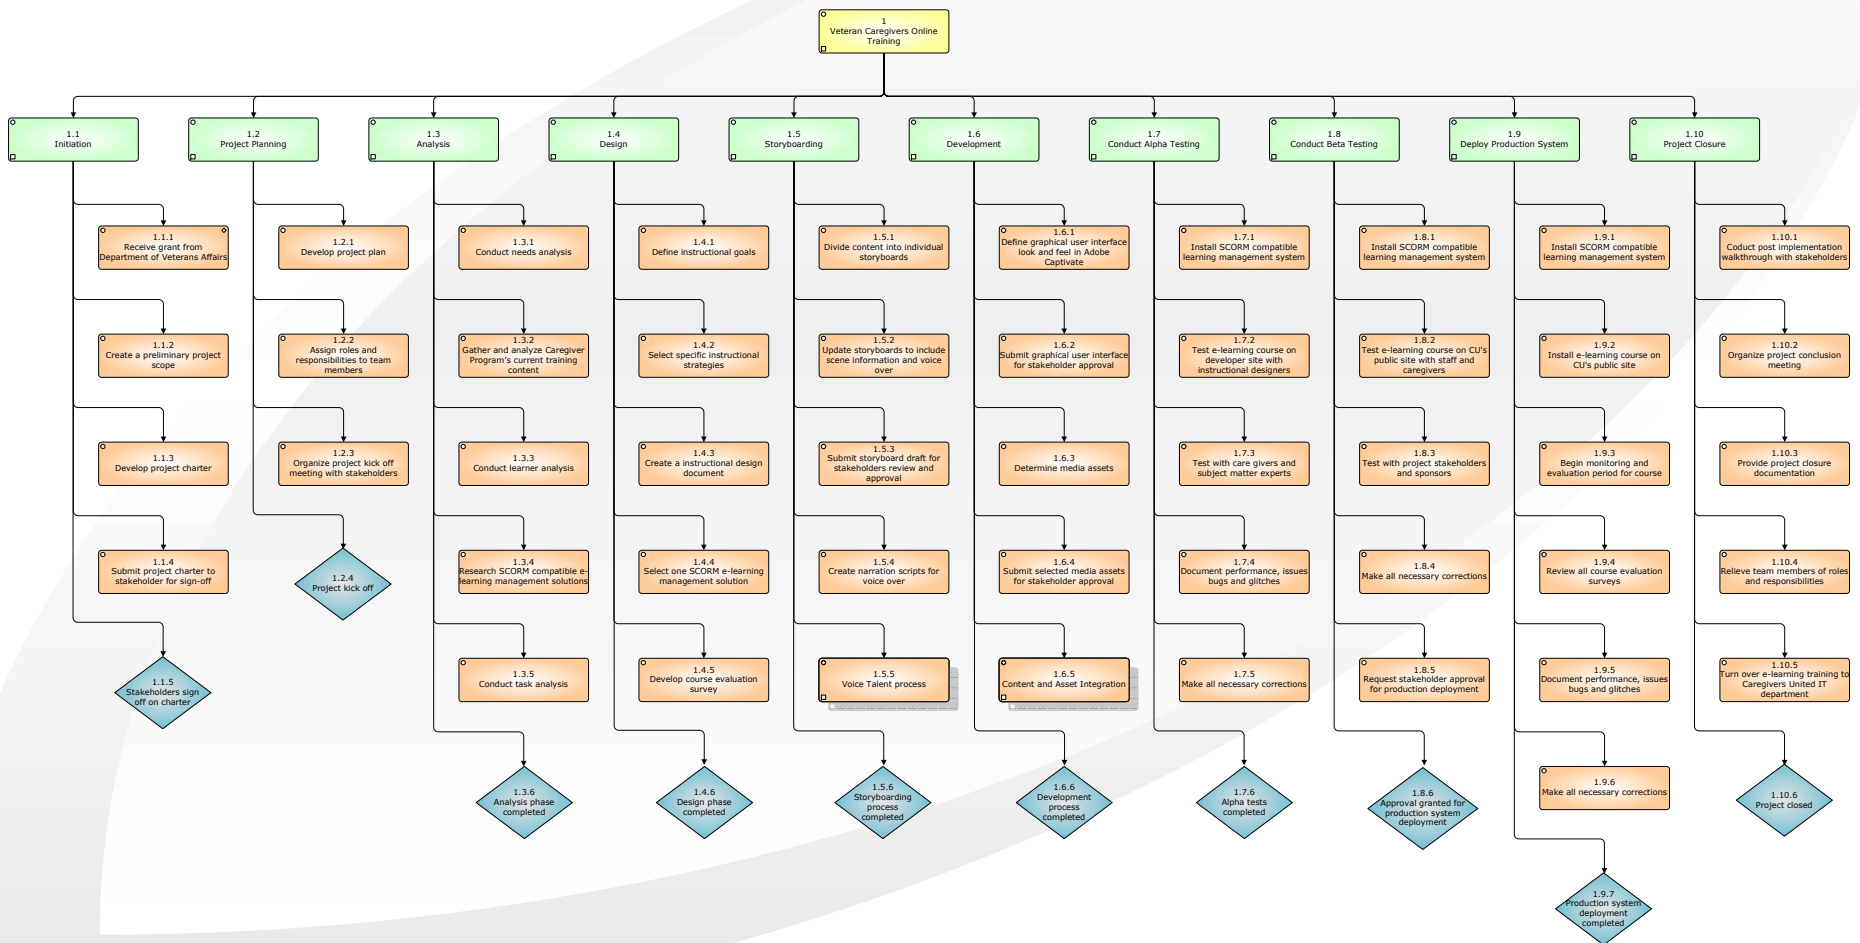 1
Veteran Caregivers Online
Training
1.1
Initiation
1.2
Project Planning
1.3
Analysis
1.4
Design
1.5
Storyboarding
1.6
Development
1.7
Conduct Alpha Testing
1.8
Conduct Beta Testing
1.9
Deploy Production System
1.10
Project Closure
1.1.1
Receive grant from
Department of Veterans Affairs
1.2.1
Develop project plan
1.3.1
Conduct needs analysis
1.4.1
Define instructional goals
1.5.1
Divide content into individual
storyboards
1.6.1
Define graphical user interface
look and feel in Adobe
Captivate
1.7.1
Install SCORM compatible
learning management system
1.8.1
Install SCORM compatible
learning management system
1.9.1
Install SCORM compatible
learning management system
1.10.1
Coduct post implementation
walkthrough with stakeholders
1.1.2
Create a preliminary project
scope
1.2.2
Assign roles and
responsibilities to team
members
1.3.2
Gather and analyze Caregiver
Program's current training
content
1.4.2
Select specific instructional
strategies
1.5.2
Update storyboards to include
scene information and voice
over
1.6.2
Submit graphical user interface
for stakeholder approval
1.7.2
Test e-learning course on
developer site with
instructional designers
1.8.2
Test e-learning course on CU's
public site with staff and
caregivers
1.9.2
Install e-learning course on
CU's public site
1.10.2
Organize project conclusion
meeting
1.1.3
Develop project charter
1.2.3
Organize project kick off
meeting with stakeholders
1.3.3
Conduct learner analysis
1.4.3
Create a instructional design
document
1.5.3
Submit storyboard draft for
stakeholders review and
approval
1.6.3
Determine media assets
1.7.3
Test with care givers and
subject matter experts
1.8.3
Test with project stakeholders
and sponsors
1.9.3
Begin monitoring and
evaluation period for course
1.10.3
Provide project closure
documentation
1.1.4
Submit project charter to
stakeholder for sign-off
1.2.4
Project kick off
1.3.4
Research SCORM compatible e-
learning management solutions
1.4.4
Select one SCORM e-learning
management solution
1.5.4
Create narration scripts for
voice over
1.6.4
Submit selected media assets
for stakeholder approval
1.7.4
Document performance, issues
bugs and glitches
1.8.4
Make all necessary corrections
1.9.4
Review all course evaluation
surveys
1.10.4
Relieve team members of roles
and responsibilities
1.1.5
Stakeholders sign
off on charter
1.3.5
Conduct task analysis
1.4.5
Develop course evaluation
survey
1.5.5
Voice Talent process
1.6.5
Content and Asset Integration
1.7.5
Make all necessary corrections
1.8.5
Request stakeholder approval
for production deployment
1.9.5
Document performance, issues
bugs and glitches
1.10.5
Turn over e-learning training to
Caregivers United IT
department
1.3.6
Analysis phase
completed
1.4.6
Design phase
completed
1.5.6
Storyboarding
process
completed
1.6.6
Development
process
completed
1.7.6
Alpha tests
completed
1.8.6
Approval granted for
production system
deployment
1.9.6
Make all necessary corrections
1.10.6
Project closed
1.9.7
Production system
deployment
completed